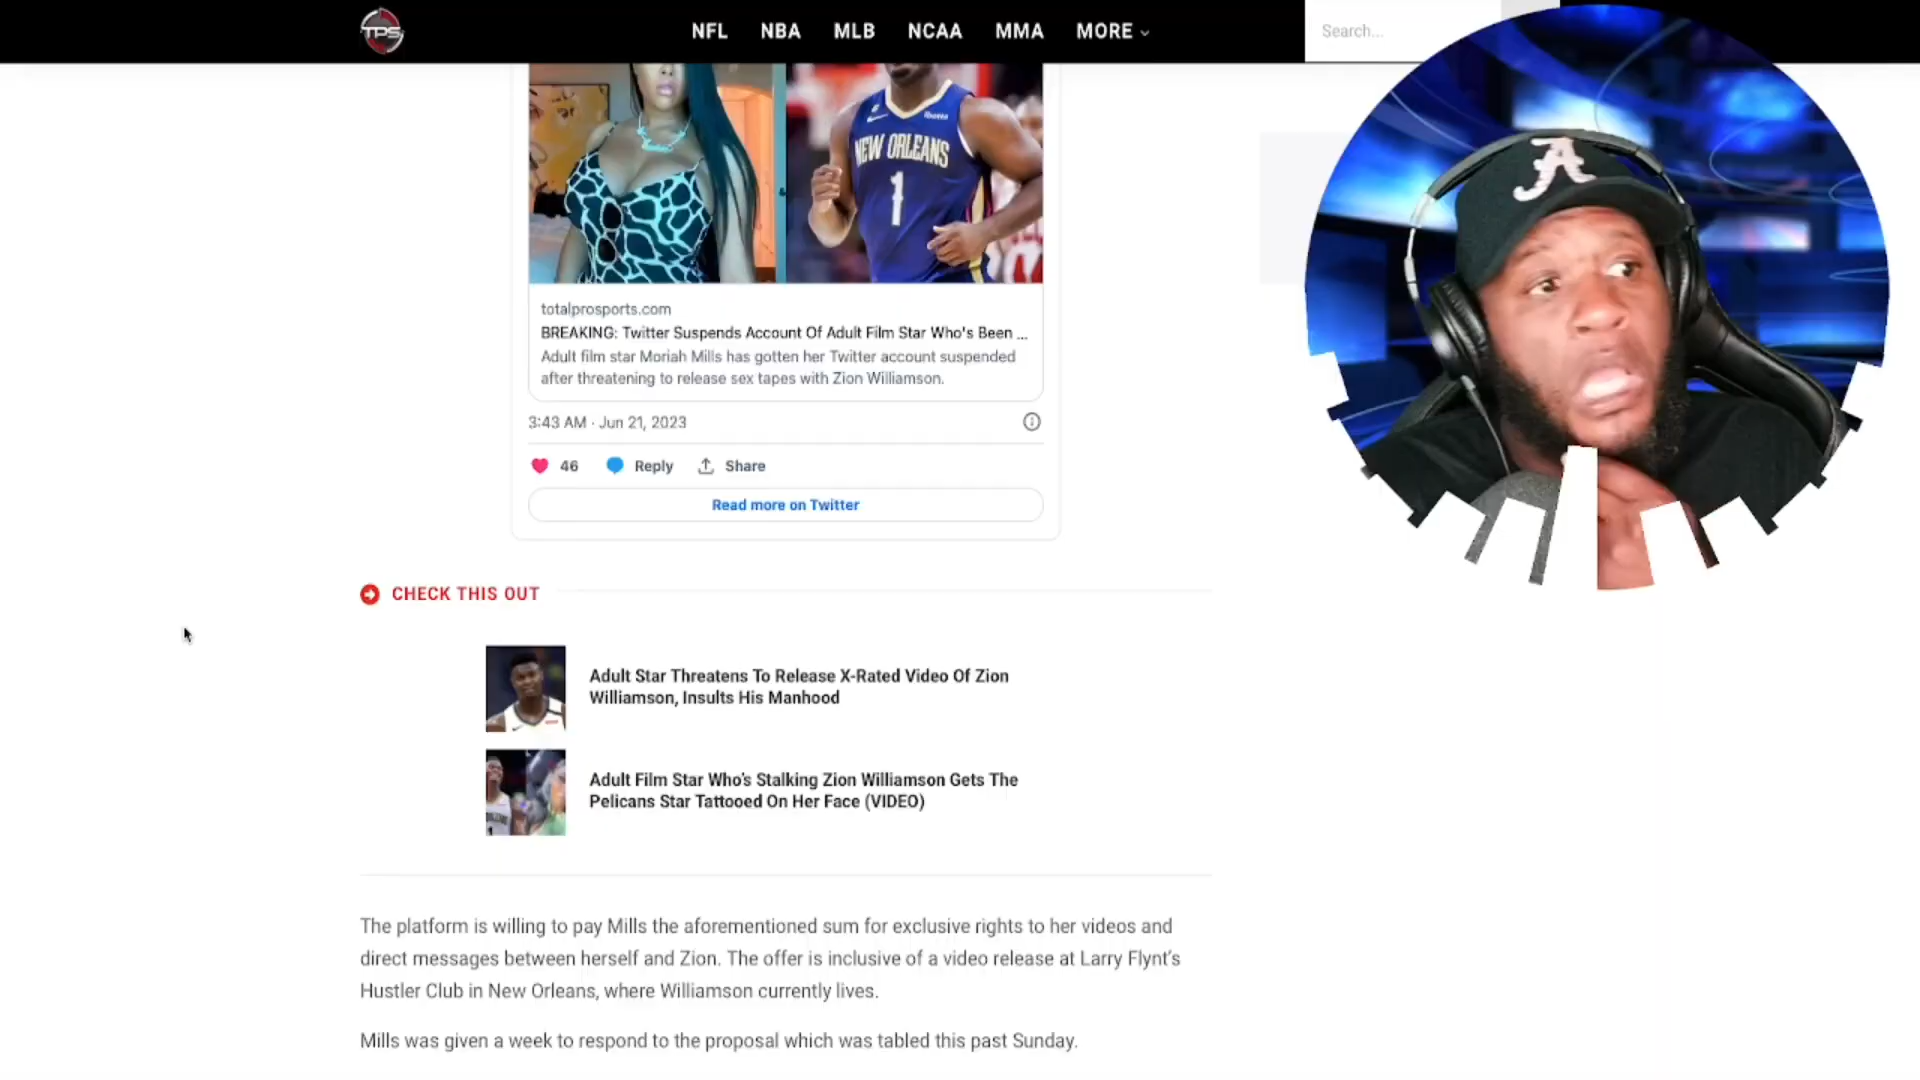 TPS
NFL
NBA
MLB
NCAA
MMA
MORE
Search...
A
NEW ORLEANS
1
totalprosports.com
BREAKING: Twitter Suspends Account Of Adult Film Star Who's Been ...
Adult film star Moriah Mills has gotten her Twitter account suspended
after threatening to release sex tapes with Zion Williamson.
3:43 AM · Jun 21, 2023
46
Reply
Share
Read more on Twitter
CHECK THIS OUT
Adult Star Threatens To Release X-Rated Video Of Zion
Williamson, Insults His Manhood
Adult Film Star Who's Stalking Zion Williamson Gets The
Pelicans Star Tattooed On Her Face (VIDEO)
The platform is willing to pay Mills the aforementioned sum for exclusive rights to her videos and
direct messages between herself and Zion. The offer is inclusive of a video release at Larry Flynt's
Hustler Club in New Orleans, where Williamson currently lives.
Mills was given a week to respond to the proposal which was tabled this past Sunday.